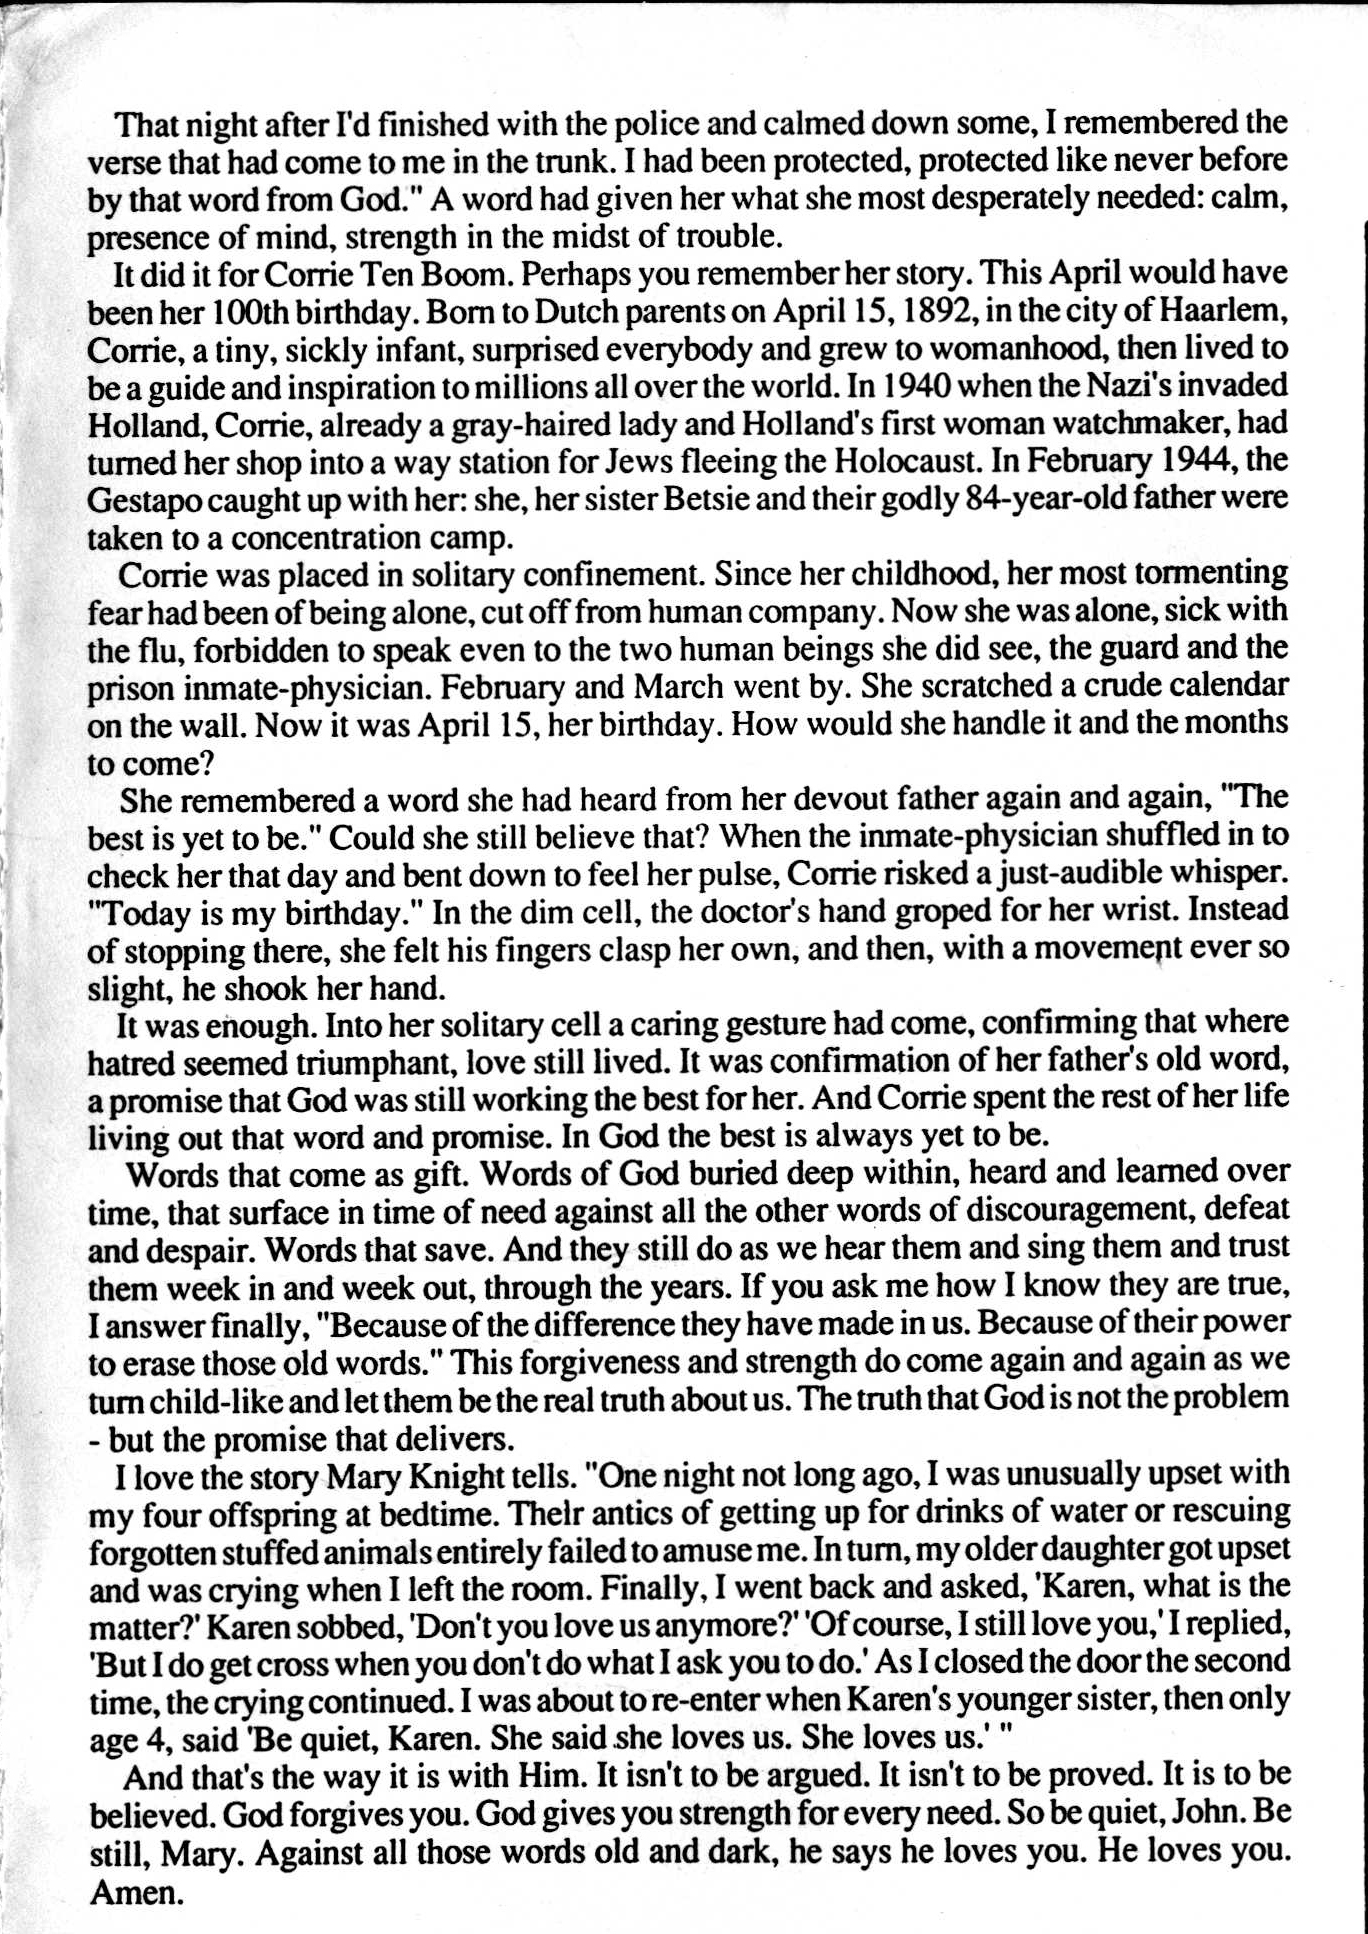 That night after I'd finished with the police and calmed down some, I remembered the
verse that had come to me in the trunk. I had been protected, protected like never before
by that word from God." A word had given her what she most desperately needed: calm,
presence of mind, strength in the midst of trouble.
It did it for Corrie Ten Boom. Perhaps you remember her story. This April would have
been her 100th birthday. Born to Dutch parents on April 15, 1892, in the city of Haarlem,
Corrie, a tiny, sickly infant, surprised everybody and grew to womanhood, then lived to
be a guide and inspiration to millions all over the world. In 1940 when the Nazi's invaded
Holland, Corrie, already a gray-haired lady and Holland's first woman watchmaker, had
turned her shop into a way station for Jews fleeing the Holocaust. In February 1944, the
Gestapo caught up with her: she, her sister Betsie and their godly 84-year-old father were
taken to a concentration camp.
Corrie was placed in solitary confinement. Since her childhood, her most tormenting
fear had been of being alone, cut off from human company. Now she was alone, sick with
the flu, forbidden to speak even to the two human beings she did see, the guard and the
prison inmate-physician. February and March went by. She scratched a crude calendar
on the wall. Now it was April 15, her birthday. How would she handle it and the months
to come?
She remembered a word she had heard from her devout father again and again, "The
best is yet to be." Could she still believe that? When the inmate-physician shuffled in to
check her that day and bent down to feel her pulse, Corrie risked a just-audible whisper.
"Today is my birthday." In the dim cell, the doctor's hand groped for her wrist. Instead
of stopping there, she felt his fingers clasp her own, and then, with a movement ever so
slight, he shook her hand.
It was enough. Into her solitary cell a caring gesture had come, confirming that where
hatred seemed triumphant, love still lived. It was confirmation of her father's old word,
a promise that God was still working the best for her. And Corrie spent the rest of her life
living out that word and promise. In God the best is always yet to be.
Words that come as gift. Words of God buried deep within, heard and learned over
time, that surface in time of need against all the other words of discouragement, defeat
and despair. Words that save. And they still do as we hear them and sing them and trust
them week in and week out, through the years. If you ask me how I know they are true,
I answer finally, "Because of the difference they have made in us. Because of their power
to erase those old words." This forgiveness and strength do come again and again as we
turn child-like and let them be the real truth about us. The truth that God is not the problem
- but the promise that delivers.
I love the story Mary Knight tells. "One night not long ago, I was unusually upset with
my four offspring at bedtime. Thelr antics of getting up for drinks of water or rescuing
forgotten stuffed animals entirely failed to amuse me. In turn, my older daughter got upset
and was crying when I left the room. Finally, I went back and asked, 'Karen, what is the
matter?' Karen sobbed, 'Don't you love us anymore?' 'Of course, I still love you,' I replied,
'But I do get cross when you don't do what I ask you to do.' As I closed the door the second
time, the crying continued. I was about to re-enter when Karen's younger sister, then only
age 4, said 'Be quiet, Karen. She said she loves us. She loves us.' "
And that's the way it is with Him. It isn't to be argued. It isn't to be proved. It is to be
believed. God forgives you. God gives you strength for every need. So be quiet, John. Be
still, Mary. Against all those words old and dark, he says he loves you. He loves you.
Amen.